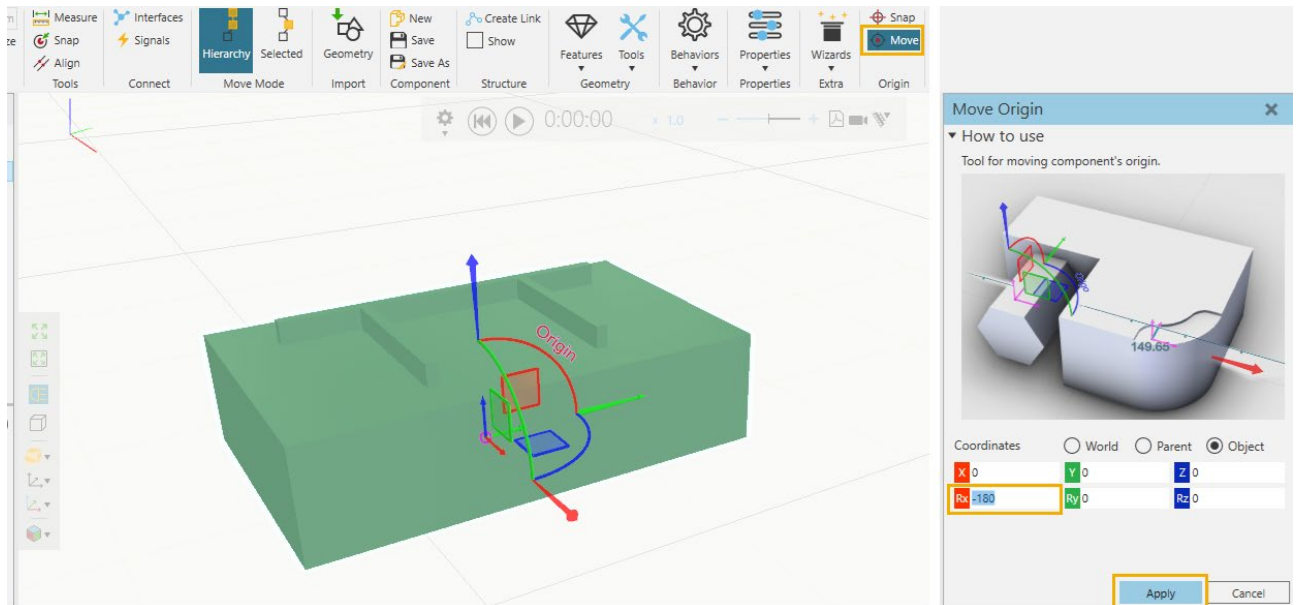 Measure
Interfaces
New
Create Link
Snap
Snap
Signals
Save
Show
Move
Align
Hierarchy
Selected
Geometry
Save As
Features
Tools
Behaviors
Properties
Wizards
Tools
Connect
Move Mode
Import
Component
Structure
Geometry
Behavior
Properties
Extra
Origin
0:00:00
x 1.0
Move Origin
How to use
Tool for moving component's origin.
149.65
Origin
Coordinates World Parent Object
X 0 Y 0 Z 0
Rx -180 Ry 0 Rz 0
Apply Cancel